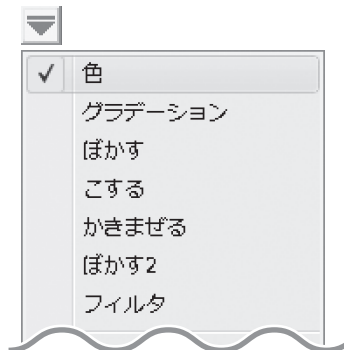 色
グラデーション
ぼかす
こする
かきまぜる
ぼかす2
フィルタ